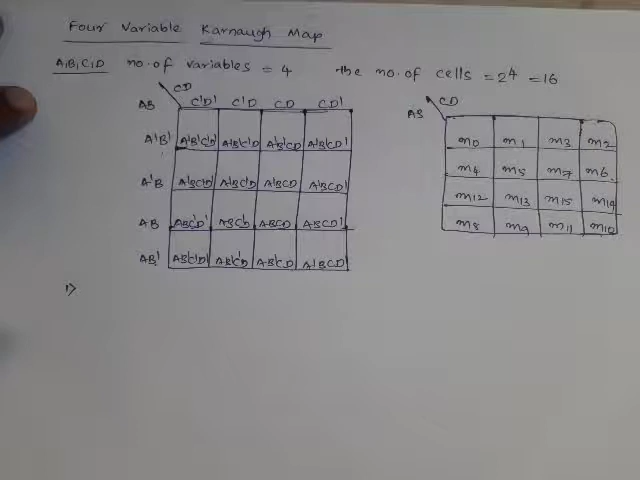 Four Variable Karnaugh Map
A,B,C,D no.of variables = 4 the no.of cells = 2⁴ = 16
CD
AB C'D' C'D CD CD'
A'B' A'B'C'D' A'B'C'D A'B'CD A'B'CD'
A'B A'BC'D' A'BC'D A'BCD A'BCD'
AB ABC'D' ABC'D ABCD ABCD'
AB' AB'C'D' AB'C'D AB'CD A'BCD'
CD
AB
m0 m1 m3 m2
m4 m5 m7 m6
m12 m13 m15 m14
m8 m9 m11 m10
1)